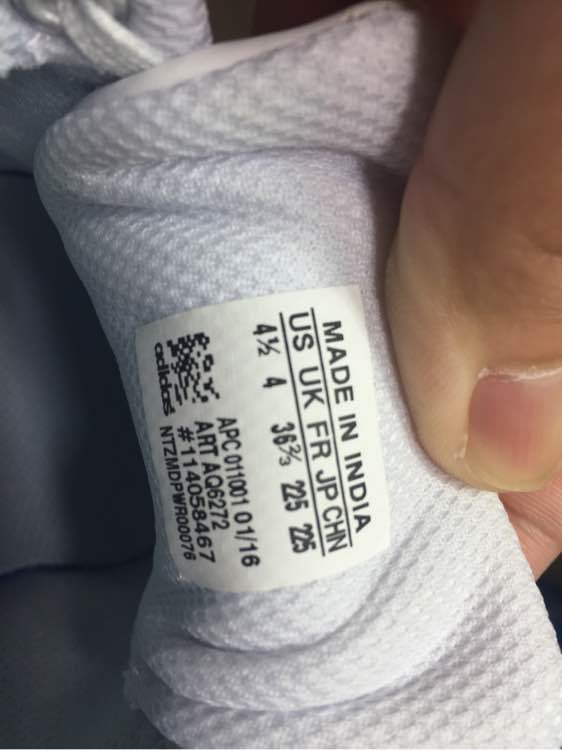 MADE IN INDIA
US UK FR JP CHN
4½ 4 36⅔ 225 225
APC 011001 01/16
ART AQ6272
#114058467
NTZMDPWR00076
adidas